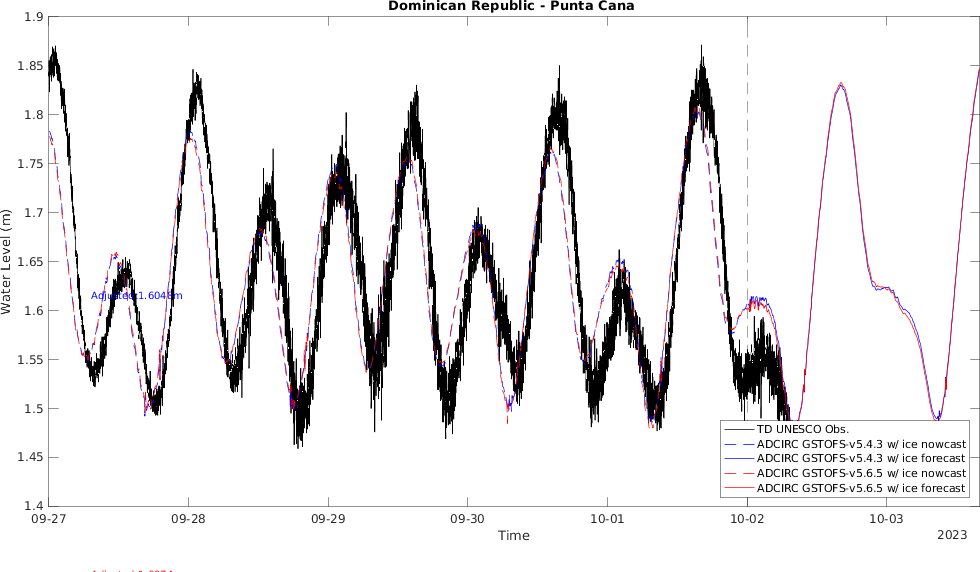 Dominican Republic - Punta Cana
1.9
1.85
1.8
1.75
1.7
1.65
1.6
1.55
1.5
1.45
1.4
Water Level (m)
TD UNESCO Obs.
ADCIRC GSTOFS-v5.4.3 w/ ice nowcast
ADCIRC GSTOFS-v5.4.3 w/ ice forecast
ADCIRC GSTOFS-v5.6.5 w/ ice nowcast
ADCIRC GSTOFS-v5.6.5 w/ ice forecast
09-27
09-28
09-29
09-30
10-01
10-02
10-03
Time
2023